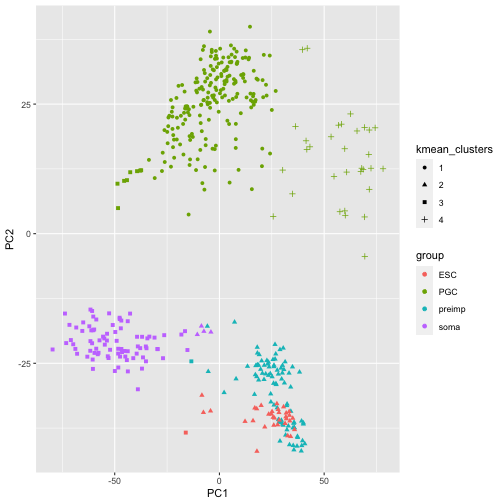 25
0
-25
PC2
-50
0
50
PC1
kmean_clusters
1
2
3
4
group
ESC
PGC
preimp
soma